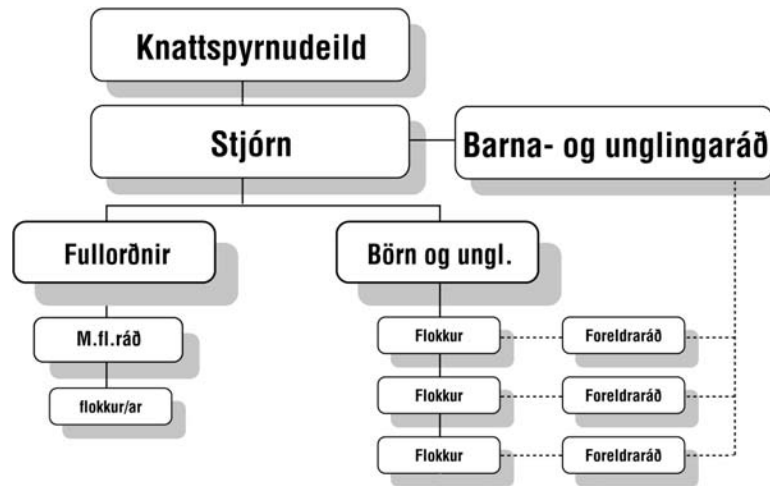 Knattspyrnudeild
Stjórn
Barna- og unglingaráð
Fullorðnir
Börn og ungl.
M.fl.ráð
flokkur/ar
Flokkur
Foreldraráð
Flokkur
Foreldraráð
Flokkur
Foreldraráð